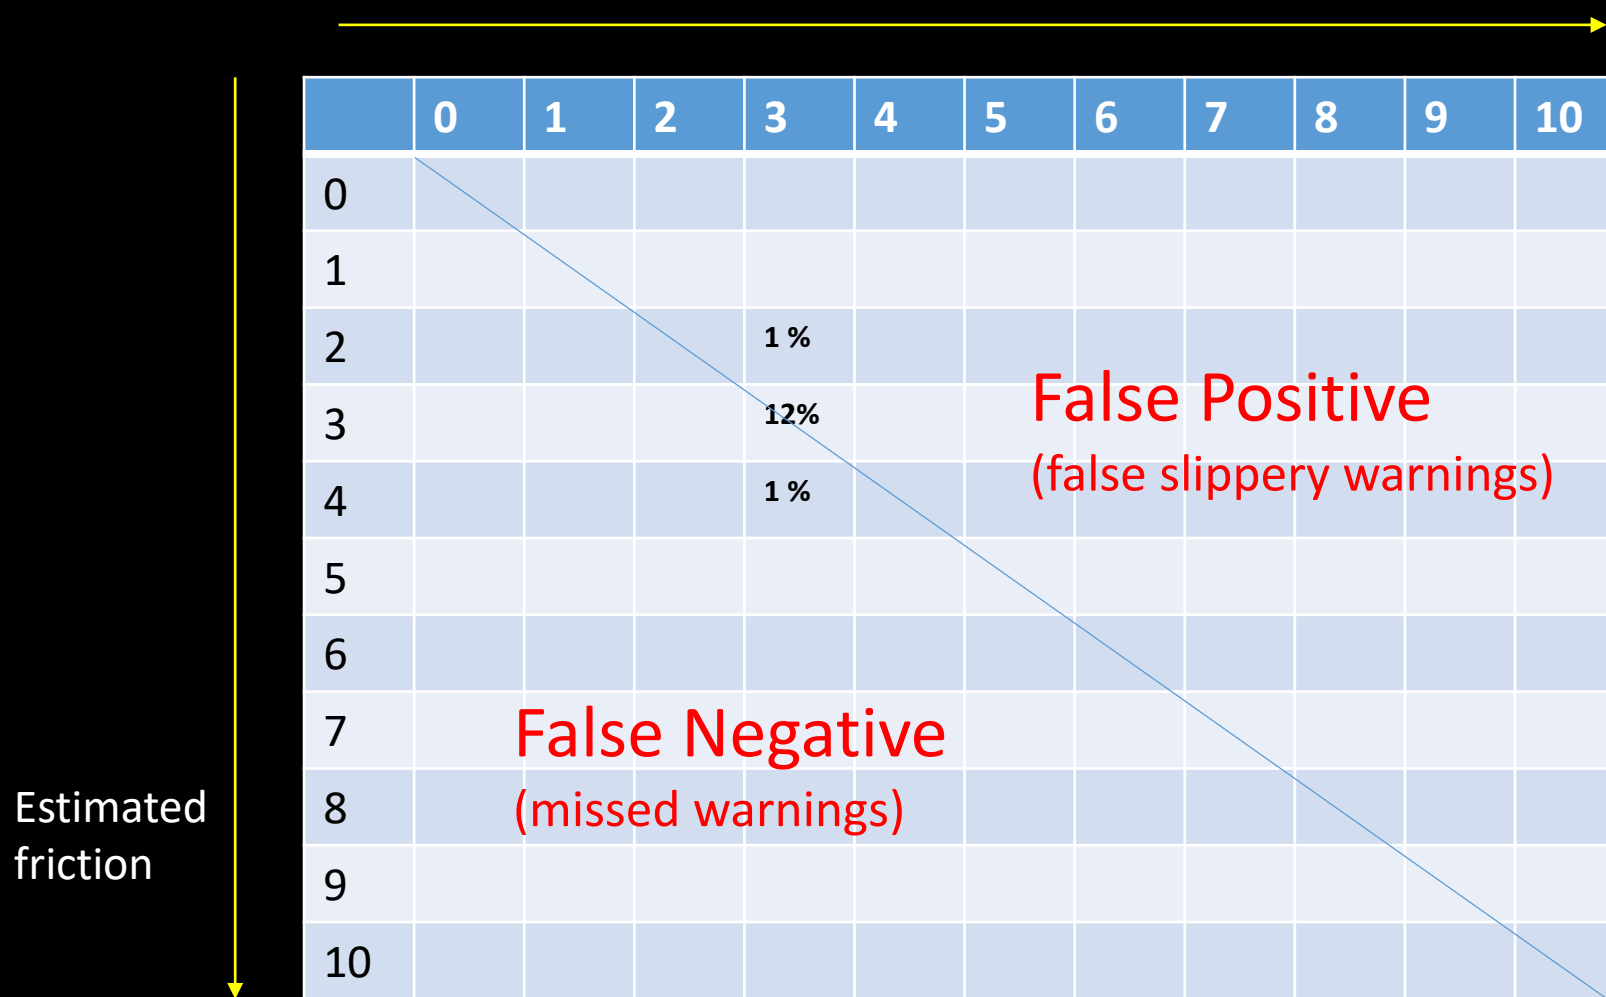 0 1 2 3 4 5 6 7 8 9 10
0
1
2 1 %
3 12%
4 1 %
5
6
7
8
9
10
False Positive
(false slippery warnings)
False Negative
(missed warnings)
Estimated
friction